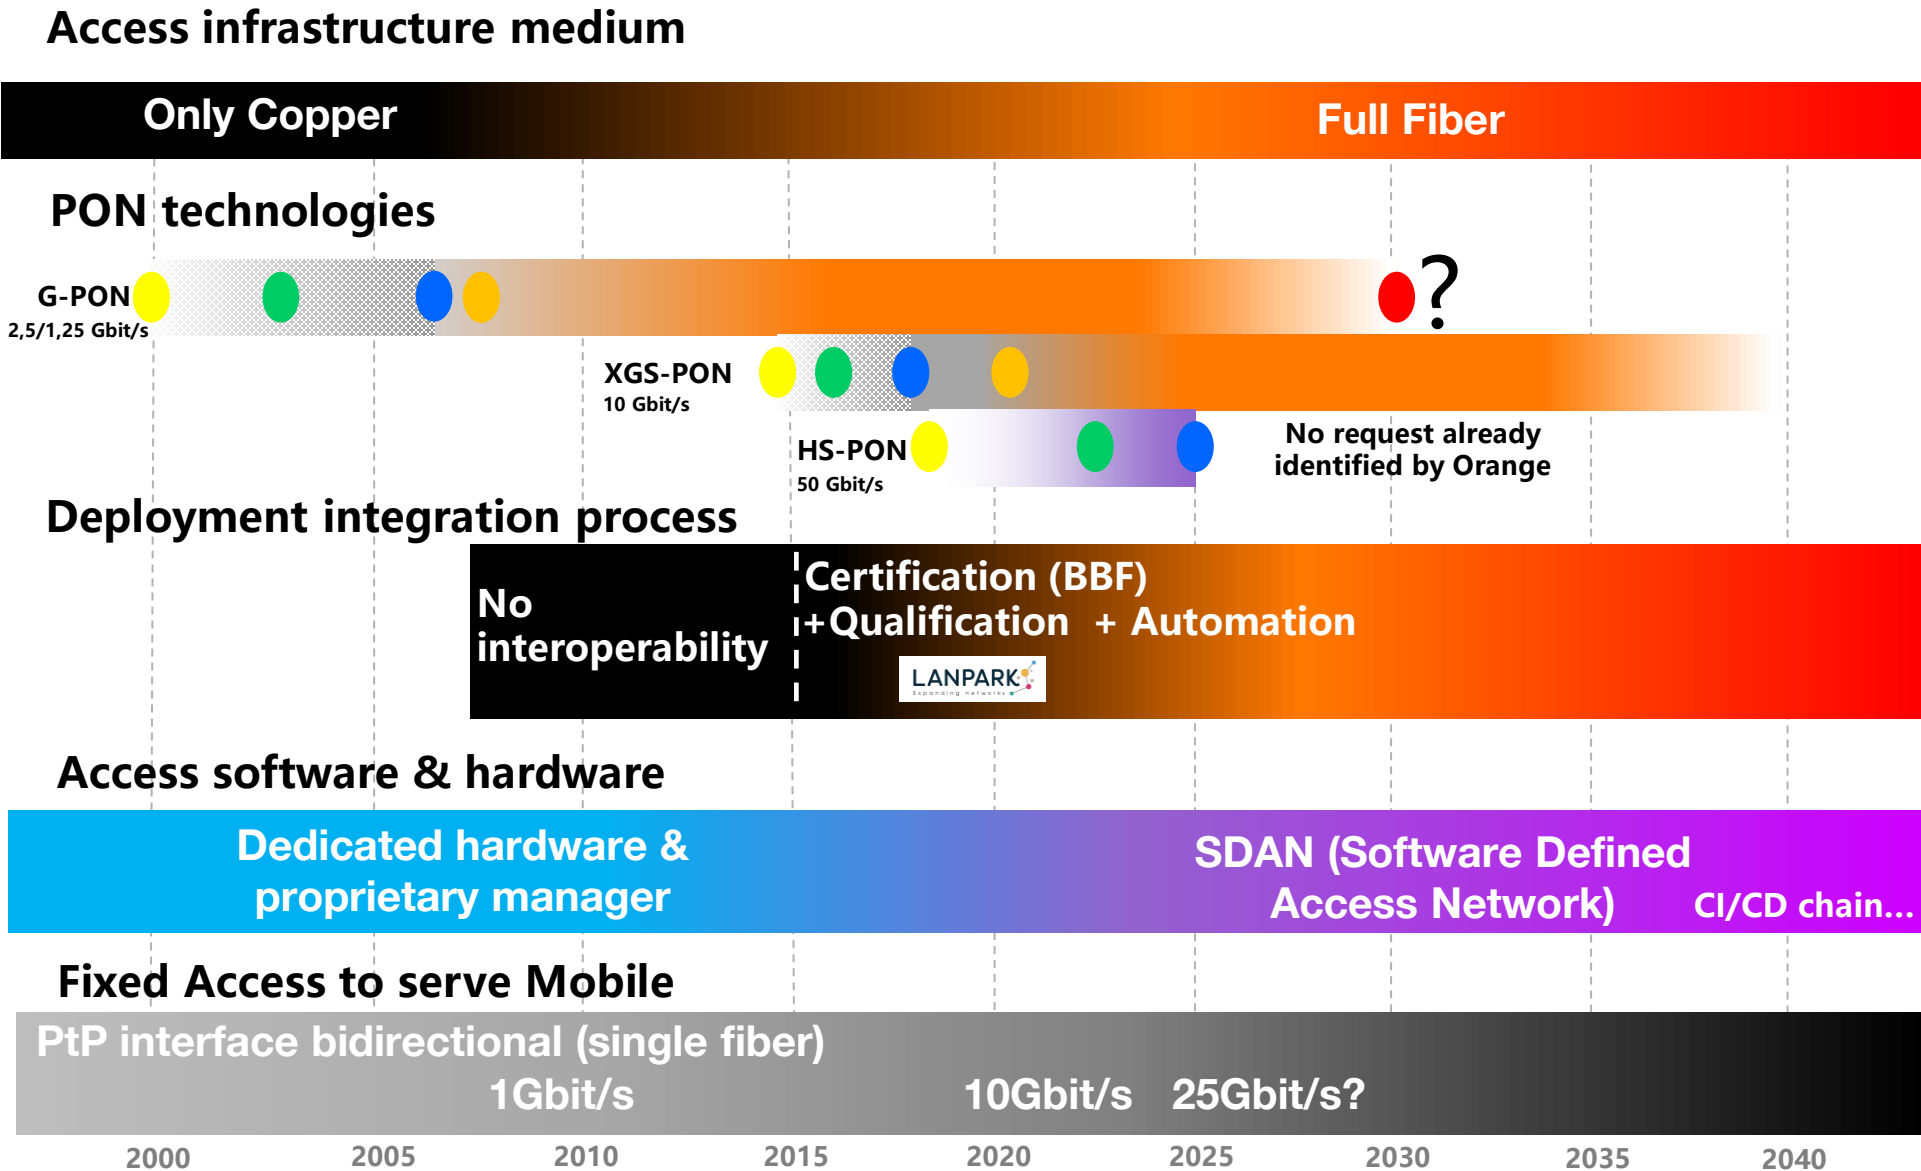 Access infrastructure medium
Only Copper
Full Fiber
PON technologies
G-PON
2,5/1,25 Gbit/s
?
XGS-PON
10 Gbit/s
HS-PON
50 Gbit/s
No request already
identified by Orange
Deployment integration process
No
interoperability
Certification (BBF)
+Qualification + Automation
LANPARK
Expanding networks
Access software & hardware
Dedicated hardware &
proprietary manager
SDAN (Software Defined
Access Network)
CI/CD chain...
Fixed Access to serve Mobile
PtP interface bidirectional (single fiber)
1Gbit/s
10Gbit/s
25Gbit/s?
2000
2005
2010
2015
2020
2025
2030
2035
2040